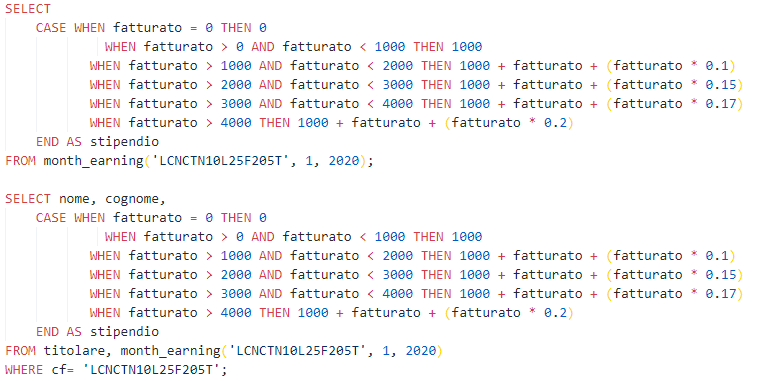 SELECT
    CASE WHEN fatturato = 0 THEN 0
             WHEN fatturato > 0 AND fatturato < 1000 THEN 1000
           WHEN fatturato > 1000 AND fatturato < 2000 THEN 1000 + fatturato + (fatturato * 0.1)
           WHEN fatturato > 2000 AND fatturato < 3000 THEN 1000 + fatturato + (fatturato * 0.15)
           WHEN fatturato > 3000 AND fatturato < 4000 THEN 1000 + fatturato + (fatturato * 0.17)
           WHEN fatturato > 4000 THEN 1000 + fatturato + (fatturato * 0.2)
    END AS stipendio
FROM month_earning('LCNCTN10L25F205T', 1, 2020);

SELECT nome, cognome,
    CASE WHEN fatturato = 0 THEN 0
             WHEN fatturato > 0 AND fatturato < 1000 THEN 1000
           WHEN fatturato > 1000 AND fatturato < 2000 THEN 1000 + fatturato + (fatturato * 0.1)
           WHEN fatturato > 2000 AND fatturato < 3000 THEN 1000 + fatturato + (fatturato * 0.15)
           WHEN fatturato > 3000 AND fatturato < 4000 THEN 1000 + fatturato + (fatturato * 0.17)
           WHEN fatturato > 4000 THEN 1000 + fatturato + (fatturato * 0.2)
    END AS stipendio
FROM titolare, month_earning('LCNCTN10L25F205T', 1, 2020)
WHERE cf= 'LCNCTN10L25F205T';